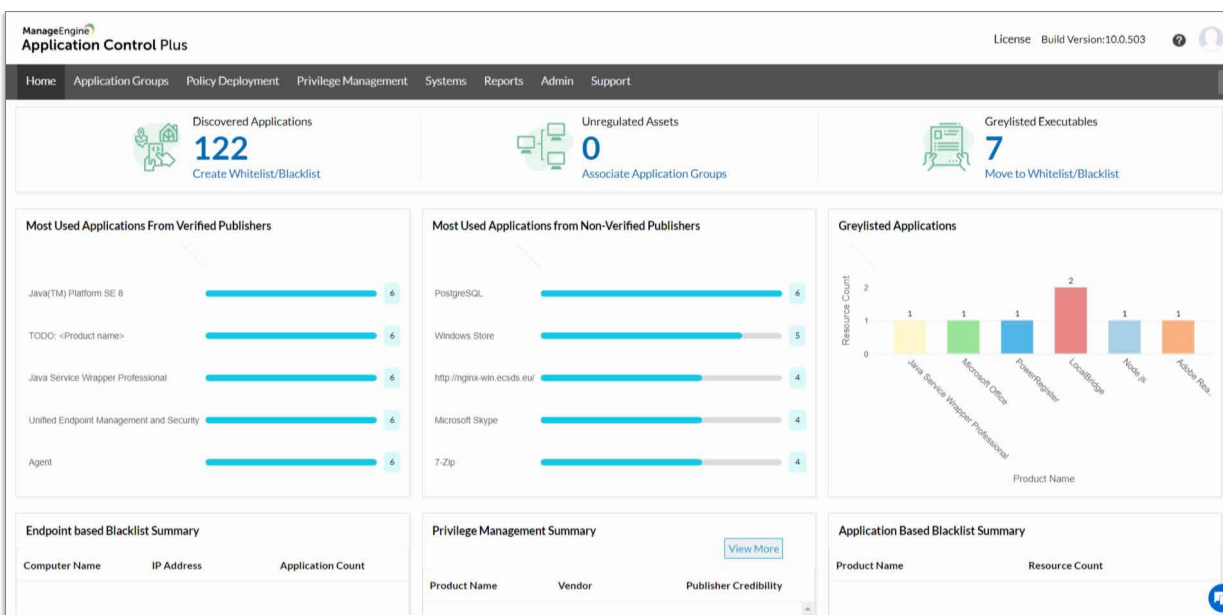 ManageEngine
Application Control Plus
License Build Version:10.0.503 ?
Home Application Groups Policy Deployment Privilege Management Systems Reports Admin Support
Discovered Applications
122
Create Whitelist/Blacklist
Unregulated Assets
0
Associate Application Groups
Greylisted Executables
7
Move to Whitelist/Blacklist
Most Used Applications From Verified Publishers
Java(TM) Platform SE 8 6
TODO: <Product name> 6
Java Service Wrapper Professional 6
Unified Endpoint Management and Security 6
Agent 6
Most Used Applications from Non-Verified Publishers
PostgreSQL 6
Windows Store 5
http://nginx-win.ecsds.eu/ 4
Microsoft Skype 4
7-Zip 4
Greylisted Applications
Resource Count
2
1
0
1 1 1 2 1 1
Java Service Wrapper Professional
Microsoft Office
PowerRegister
LocalBridge
Node.js
Adobe Rea..
Product Name
Endpoint based Blacklist Summary
Computer Name IP Address Application Count
Privilege Management Summary
View More
Product Name Vendor Publisher Credibility
Application Based Blacklist Summary
Product Name Resource Count